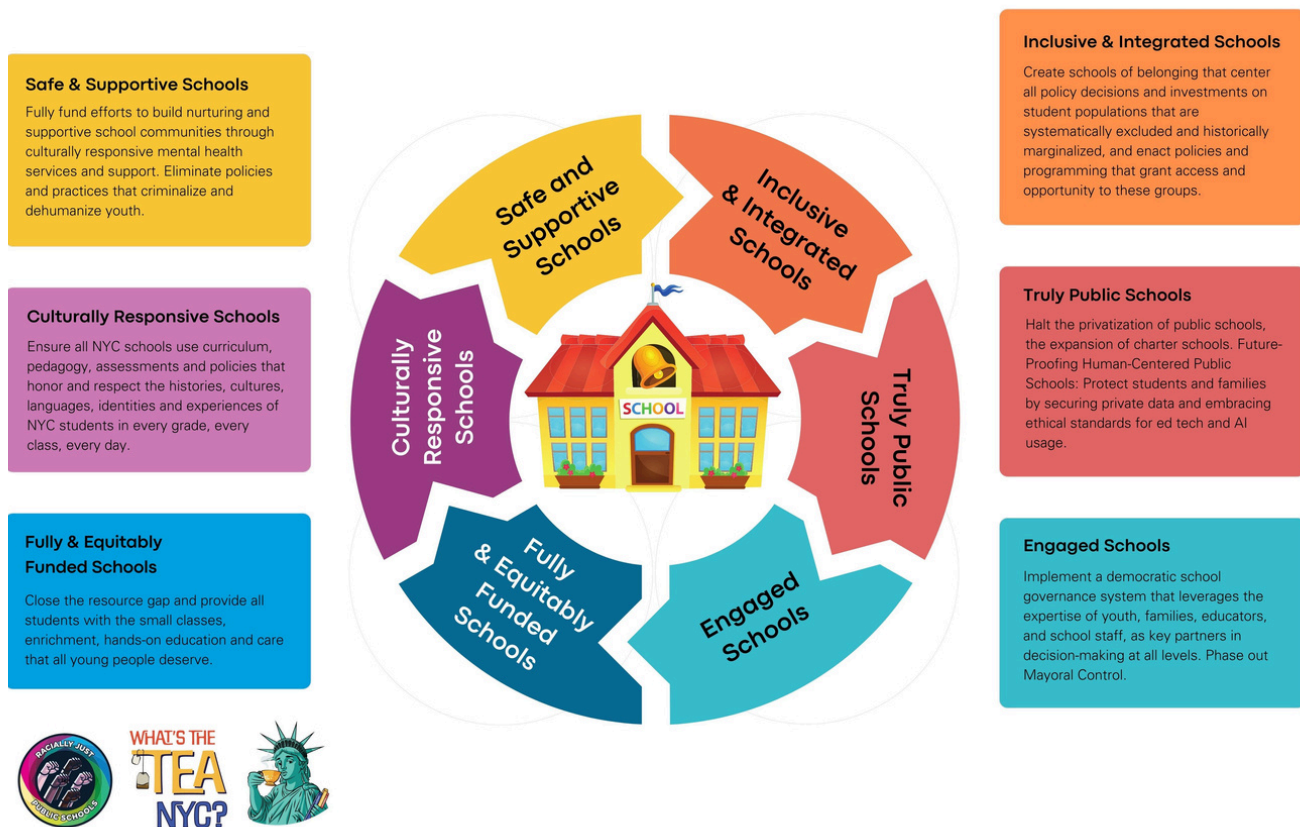 Safe & Supportive Schools
Fully fund efforts to build nurturing and
supportive school communities through
culturally responsive mental health
services and support. Eliminate policies
and practices that criminalize and
dehumanize youth.
Culturally Responsive Schools
Ensure all NYC schools use curriculum,
pedagogy, assessments and policies that
honor and respect the histories, cultures,
languages, identities and experiences of
NYC students in every grade, every
class, every day.
Fully & Equitably
Funded Schools
Close the resource gap and provide all
students with the small classes,
enrichment, hands-on education and care
that all young people deserve.
Safe and
Supportive
Schools
Inclusive
& Integrated
Schools
Culturally
Responsive
Schools
SCHOOL
Truly Public
Schools
Fully
& Equitably
Funded
Schools
Engaged
Schools
Inclusive & Integrated Schools
Create schools of belonging that center
all policy decisions and investments on
student populations that are
systematically excluded and historically
marginalized, and enact policies and
programming that grant access and
opportunity to these groups.
Truly Public Schools
Halt the privatization of public schools,
the expansion of charter schools. Future-
Proofing Human-Centered Public
Schools: Protect students and families
by securing private data and embracing
ethical standards for ed tech and AI
usage.
Engaged Schools
Implement a democratic school
governance system that leverages the
expertise of youth, families, educators,
and school staff, as key partners in
decision-making at all levels. Phase out
Mayoral Control.
RACIALLY JUST
PUBLIC SCHOOLS
WHAT'S THE
TEA
NYC?